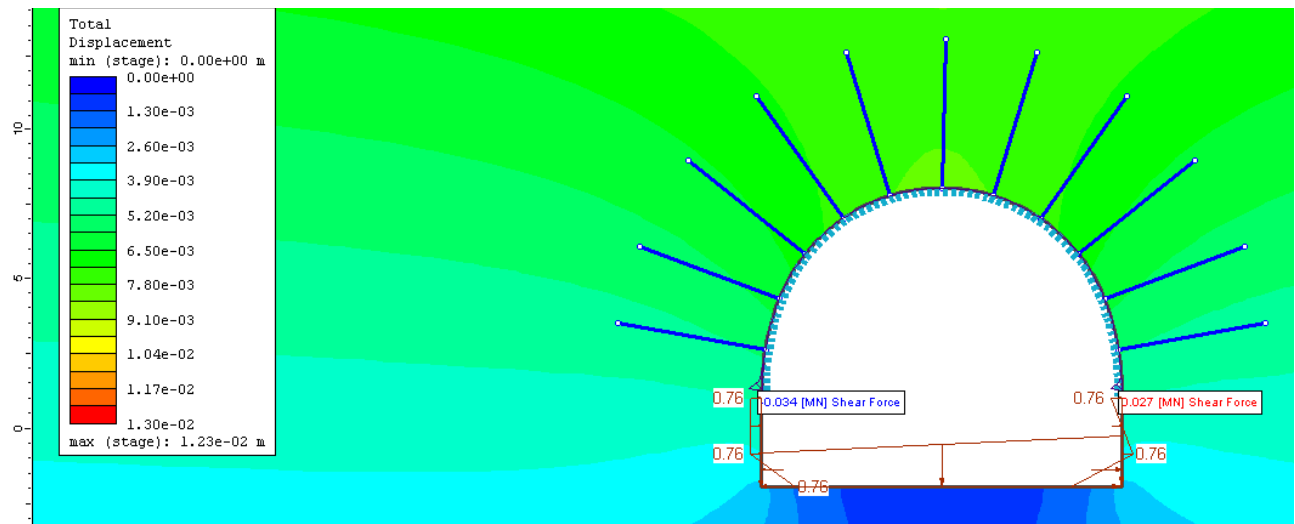 Total
Displacement
min (stage): 0.00e+00 m
0.00e+00
1.30e-03
2.60e-03
3.90e-03
5.20e-03
6.50e-03
7.80e-03
9.10e-03
1.04e-02
1.17e-02
1.30e-02
max (stage): 1.23e-02 m
10
5
0
0.76
-0.034 [MN] Shear Force
0.76
0.027 [MN] Shear Force
0.76
0.76
0.76